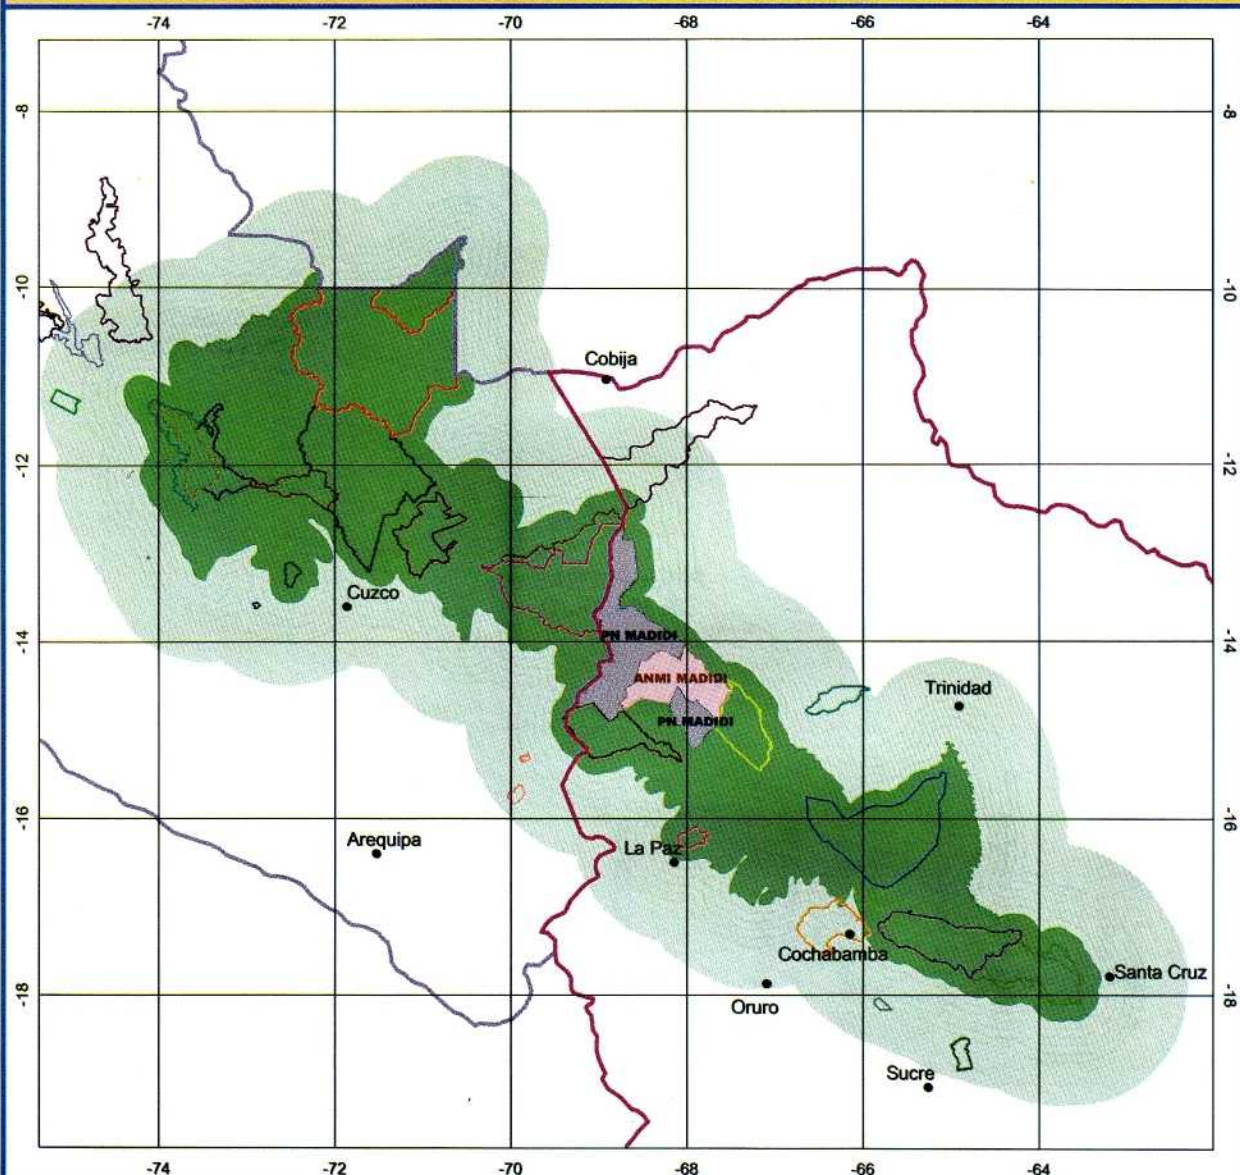 -74 -72 -70 -68 -66 -64
-8 -8
-10 -10
Cobija
-12 -12
Cuzco
-14 -14
PN MADIDI
ANMI MADIDI
Trinidad
PN MADIDI
-16 -16
Arequipa
La Paz
Cochabamba
Santa Cruz
-18 -18
Oruro
Sucre
-74 -72 -70 -68 -66 -64